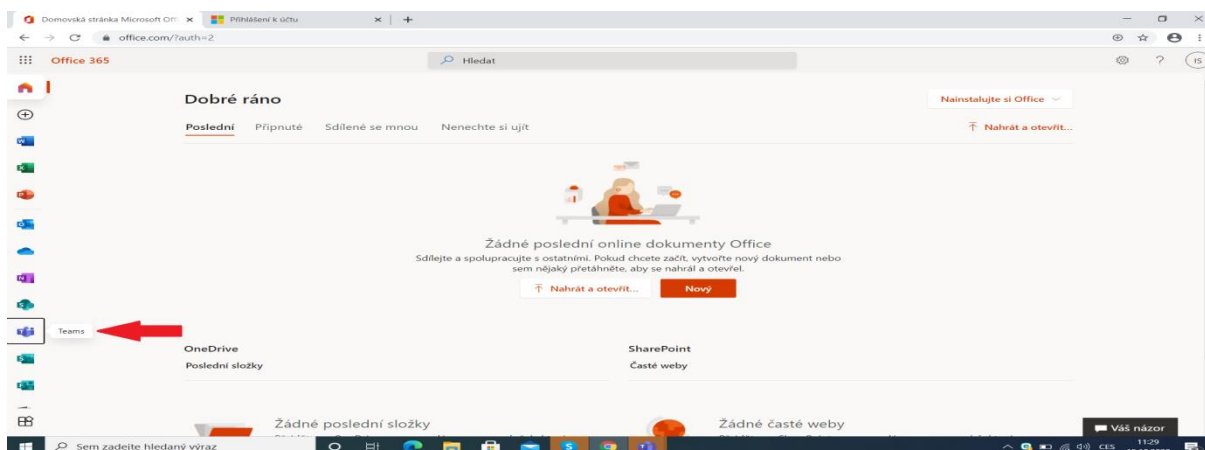 Domovská stránka Microsoft Off
Přihlášení k účtu
office.com/?auth=2
Office 365
Hledat
IS
Dobré ráno
Nainstalujte si Office
Poslední
Připnuté
Sdílené se mnou
Nenechte si ujít
Nahrát a otevřít...
Žádné poslední online dokumenty Office
Sdílejte a spolupracujte s ostatními. Pokud chcete začít, vytvořte nový dokument nebo
sem nějaký přetáhněte, aby se nahrál a otevřel.
Nahrát a otevřít...
Nový
Teams
OneDrive
SharePoint
Poslední složky
Časté weby
Žádné poslední složky
Žádné časté weby
Váš názor
Sem zadejte hledaný výraz
CES
11:29